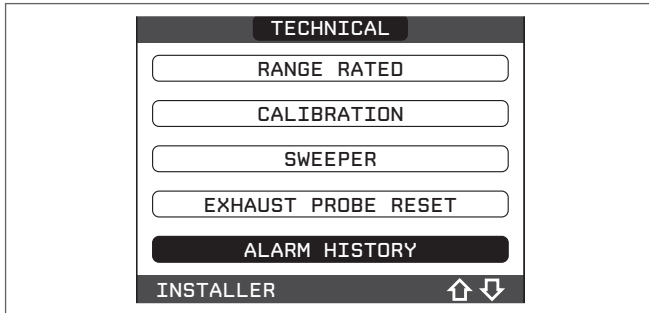 TECHNICAL
RANGE RATED
CALIBRATION
SWEEPER
EXHAUST PROBE RESET
ALARM HISTORY
INSTALLER